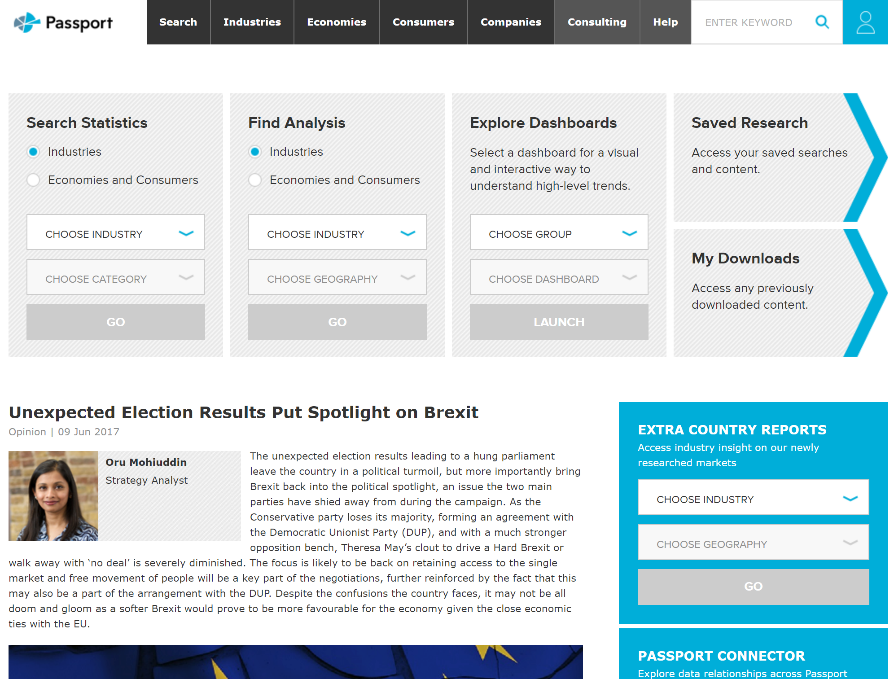 Passport
Search
Industries
Economies
Consumers
Companies
Consulting
Help
ENTER KEYWORD
Search Statistics
Industries
Economies and Consumers
CHOOSE INDUSTRY
CHOOSE CATEGORY
GO
Find Analysis
Industries
Economies and Consumers
CHOOSE INDUSTRY
CHOOSE GEOGRAPHY
GO
Explore Dashboards
Select a dashboard for a visual
and interactive way to
understand high-level trends.
CHOOSE GROUP
CHOOSE DASHBOARD
LAUNCH
Saved Research
Access your saved searches
and content.
My Downloads
Access any previously
downloaded content.
Unexpected Election Results Put Spotlight on Brexit
Opinion | 09 Jun 2017
Oru Mohiuddin
Strategy Analyst
The unexpected election results leading to a hung parliament
leave the country in a political turmoil, but more importantly bring
Brexit back into the political spotlight, an issue the two main
parties have shied away from during the campaign. As the
Conservative party loses its majority, forming an agreement with
the Democratic Unionist Party (DUP), and with a much stronger
opposition bench, Theresa May's clout to drive a Hard Brexit or
walk away with 'no deal' is severely diminished. The focus is likely to be back on retaining access to the single
market and free movement of people will be a key part of the negotiations, further reinforced by the fact that this
may also be a part of the arrangement with the DUP. Despite the confusions the country faces, it may not be all
doom and gloom as a softer Brexit would prove to be more favourable for the economy given the close economic
ties with the EU.
EXTRA COUNTRY REPORTS
Access industry insight on our newly
researched markets
CHOOSE INDUSTRY
CHOOSE GEOGRAPHY
GO
PASSPORT CONNECTOR
Explore data relationships across Passport